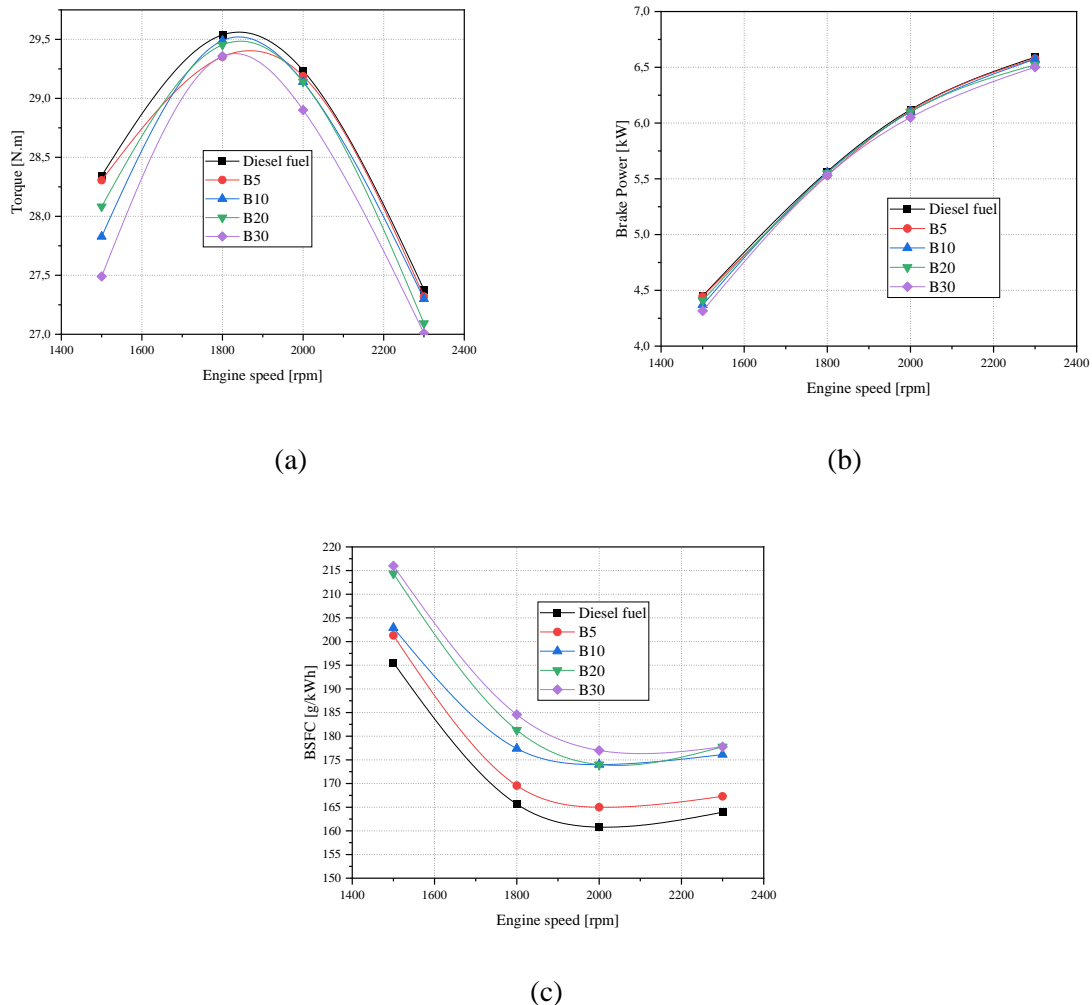 29,5
29,0
28,5
28,0
27,5
27,0
Torque [N.m]
Diesel fuel
B5
B10
B20
B30
1400 1600 1800 2000 2200 2400
Engine speed [rpm]
(a)
7,0
6,5
6,0
5,5
5,0
4,5
4,0
Brake Power [kW]
Diesel fuel
B5
B10
B20
B30
1400 1600 1800 2000 2200 2400
Engine speed [rpm]
(b)
220
215
210
205
200
195
190
185
180
175
170
165
160
155
150
BSFC [g/kWh]
Diesel fuel
B5
B10
B20
B30
1400 1600 1800 2000 2200 2400
Engine speed [rpm]
(c)